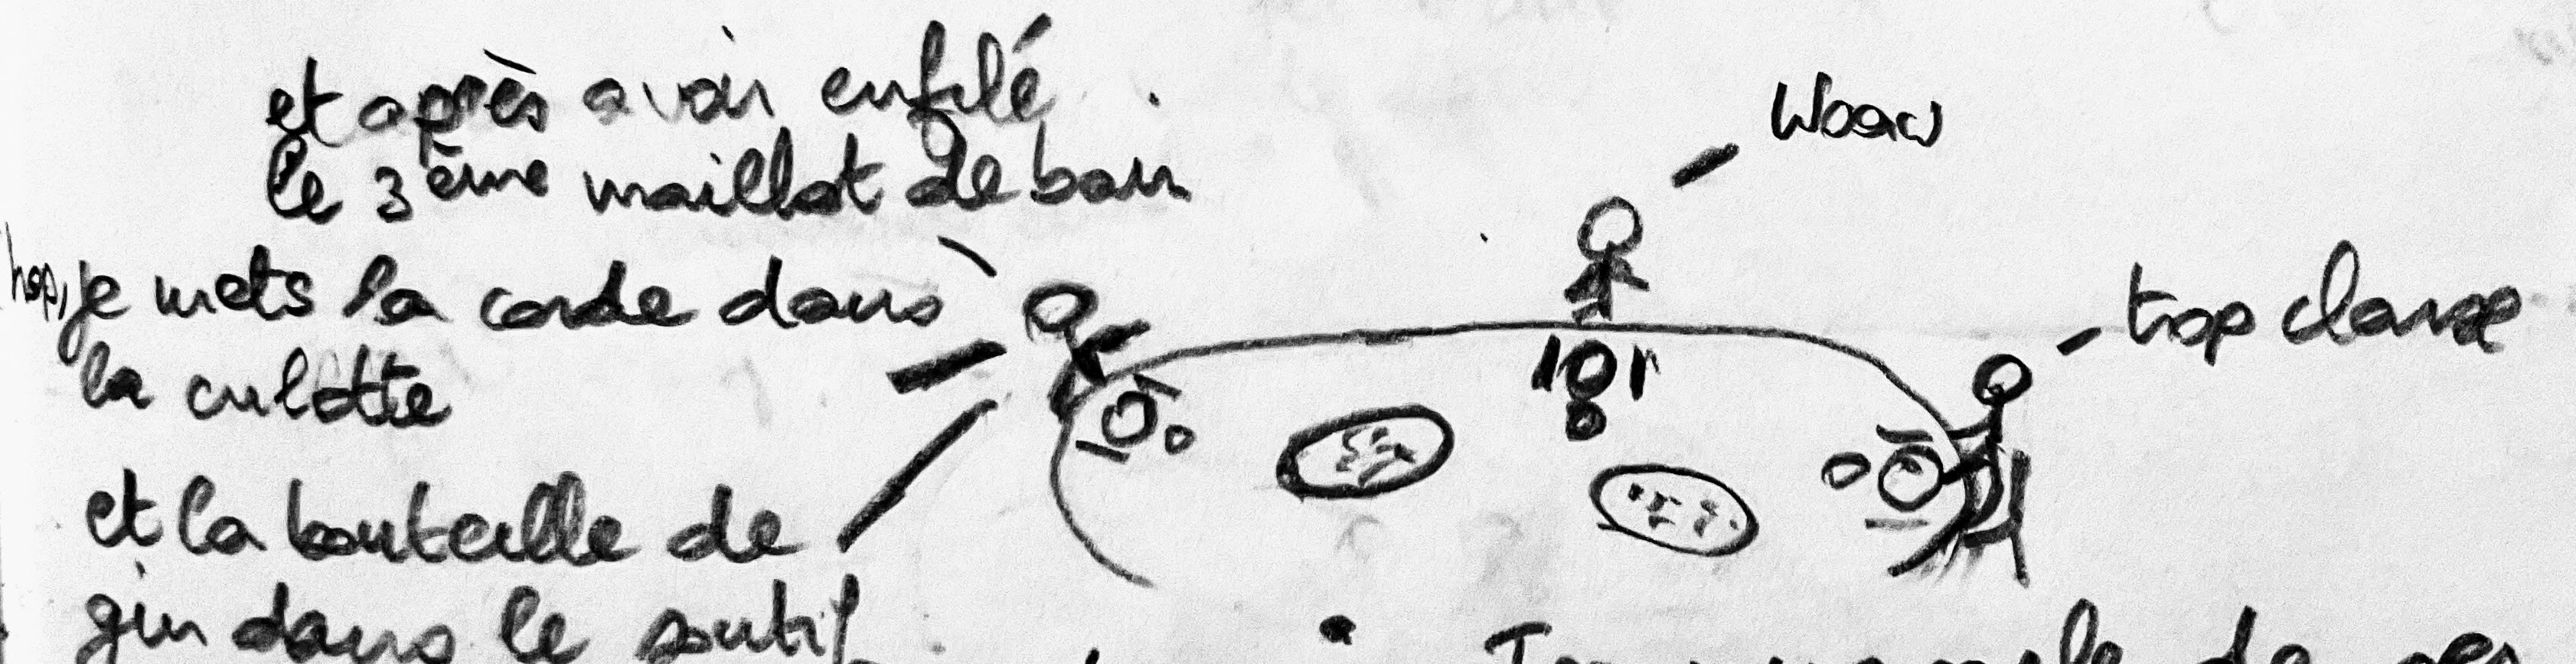 et après avoir enfilé
le 3ème maillot de bain
hop, je mets la corde dans
la culotte
et la bouteille de
gin dans le soutif
Woaw
trop classe